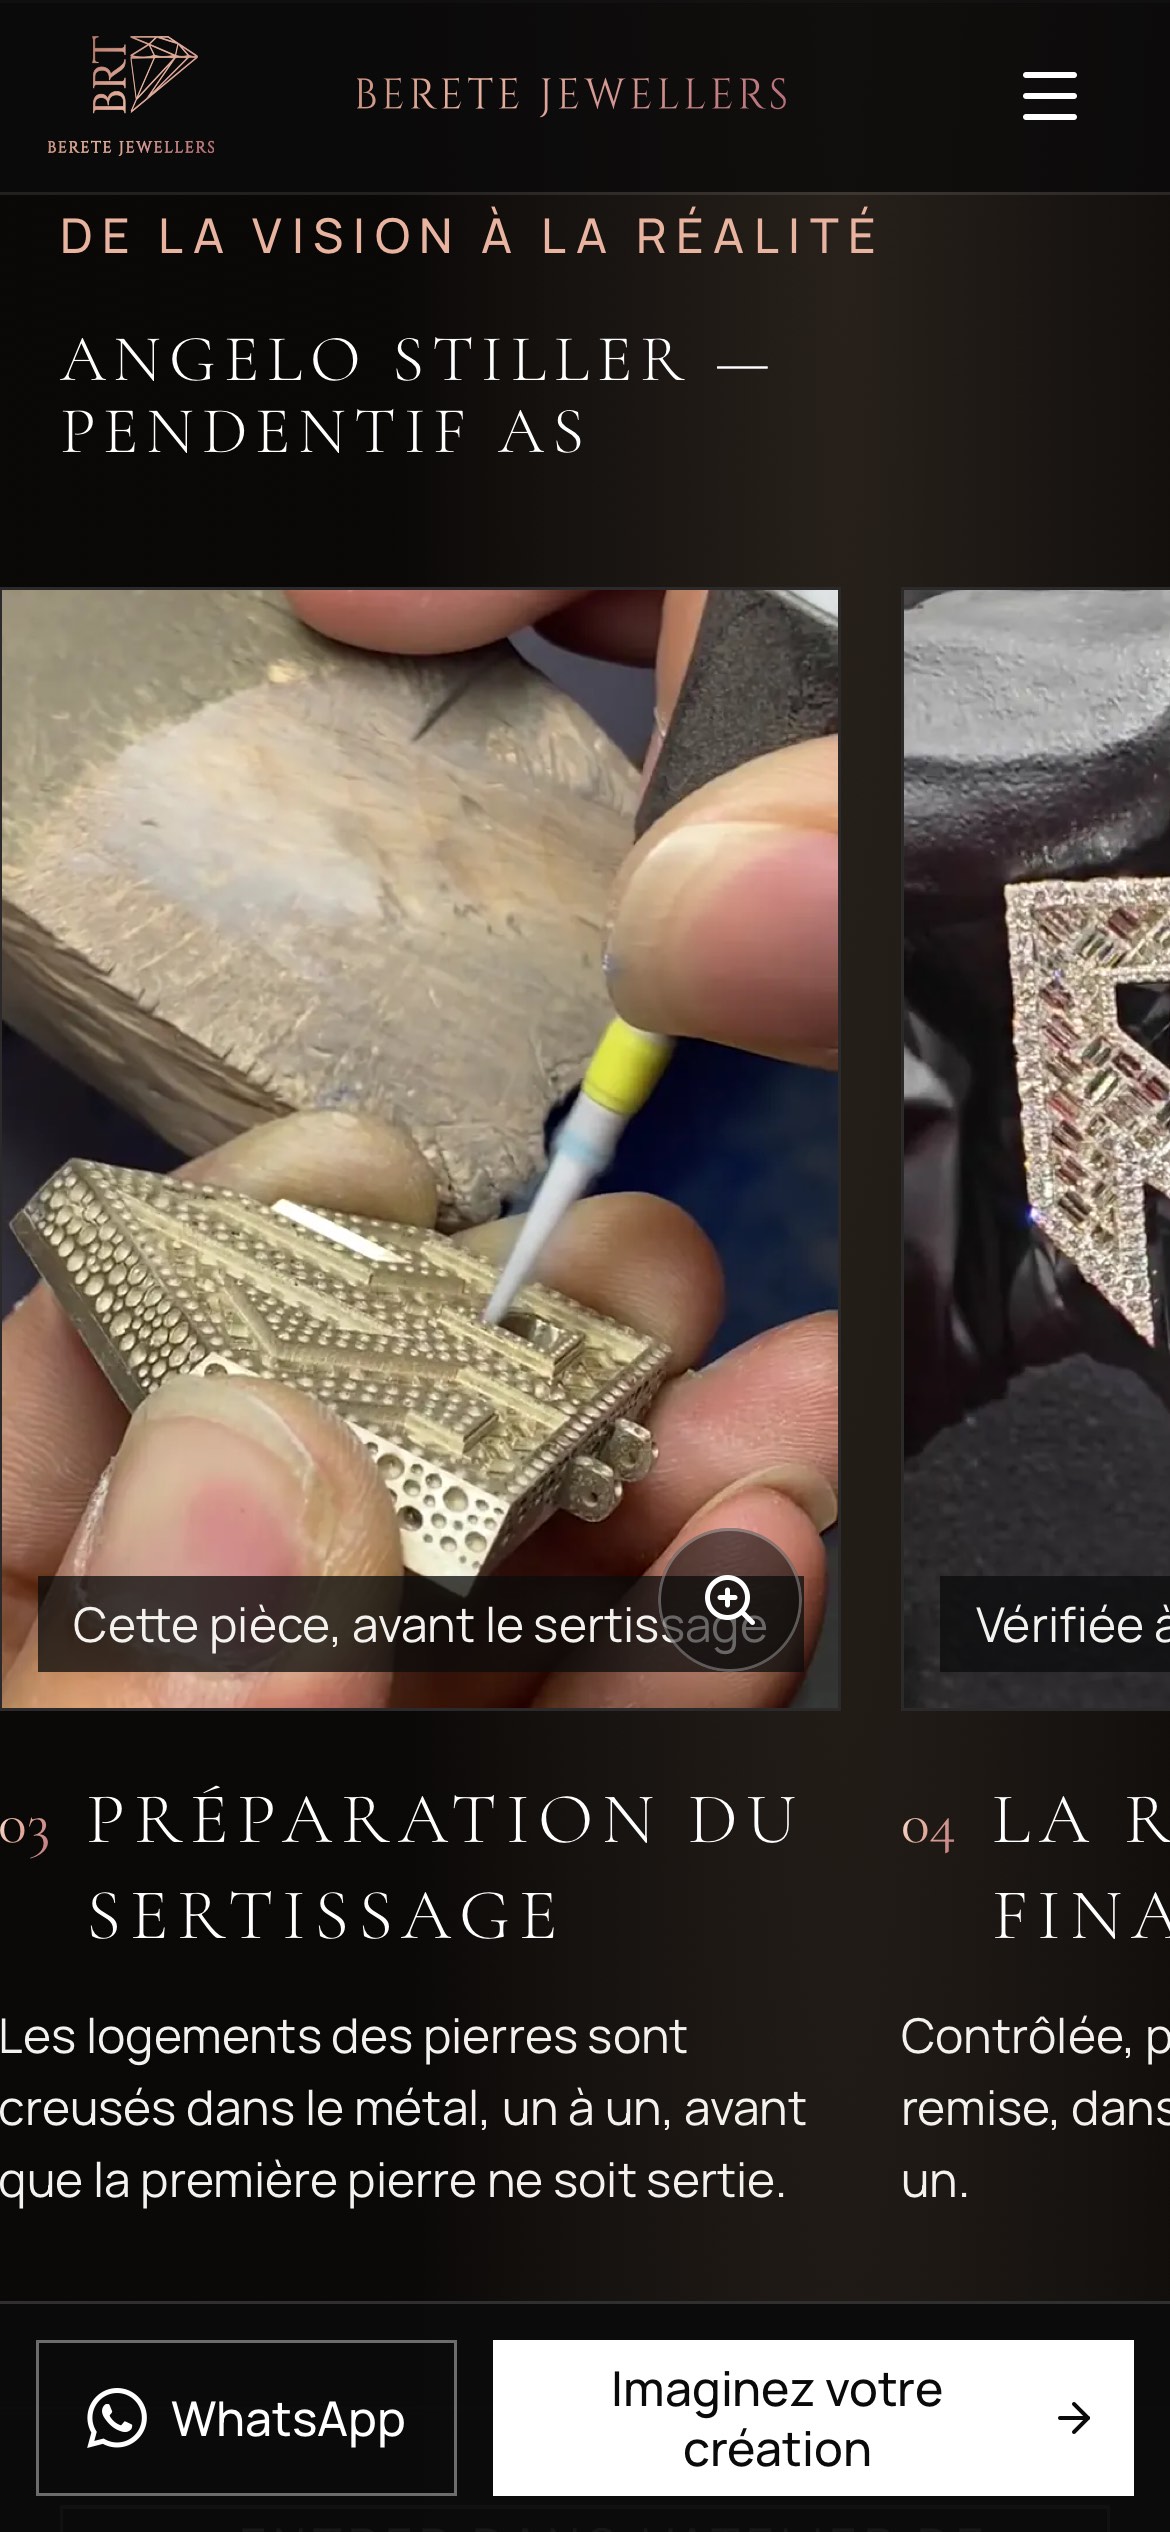 BRT
BERETE JEWELLERS
BERETE JEWELLERS
DE LA VISION À LA RÉALITÉ
ANGELO STILLER —
PENDENTIF AS
Cette pièce, avant le sertissage
Vérifiée à
03 PRÉPARATION DU
SERTISSAGE
Les logements des pierres sont
creusés dans le métal, un à un, avant
que la première pierre ne soit sertie.
04 LA R
FINA
Contrôlée, p
remise, dans
un.
WhatsApp
Imaginez votre
création